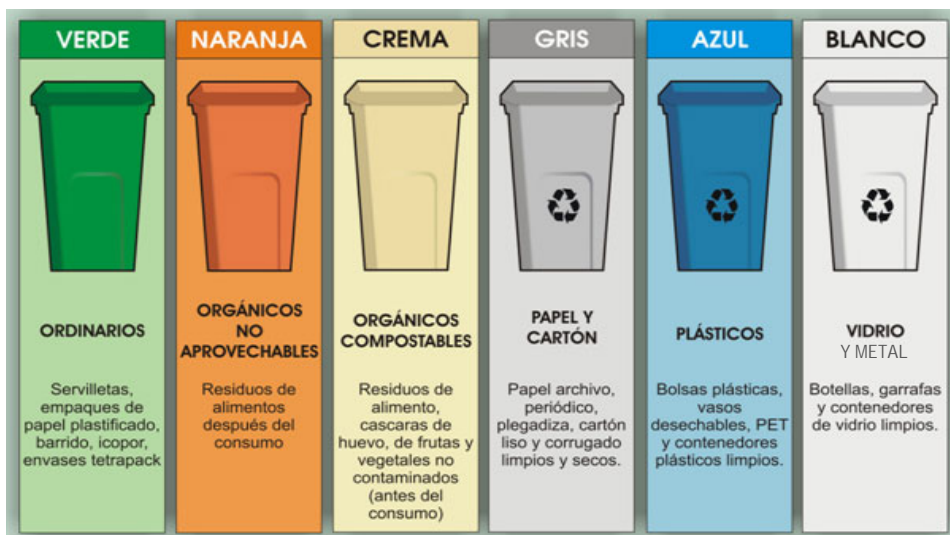 VERDE
ORDINARIOS
Servilletas,
empaques de
papel plastificado,
barrido, icopor,
envases tetrapack
NARANJA
ORGÁNICOS
NO
APROVECHABLES
Residuos de
alimentos
después del
consumo
CREMA
ORGÁNICOS
COMPOSTABLES
Residuos de
alimento,
cascaras de
huevo, de frutas y
vegetales no
contaminados
(antes del
consumo)
GRIS
PAPEL Y
CARTÓN
Papel archivo,
periódico,
plegadiza, cartón
liso y corrugado
limpios y secos.
AZUL
PLÁSTICOS
Bolsas plásticas,
vasos
desechables, PET
y contenedores
plásticos limpios.
BLANCO
VIDRIO
Y METAL
Botellas, garrafas
y contenedores
de vidrio limpios.